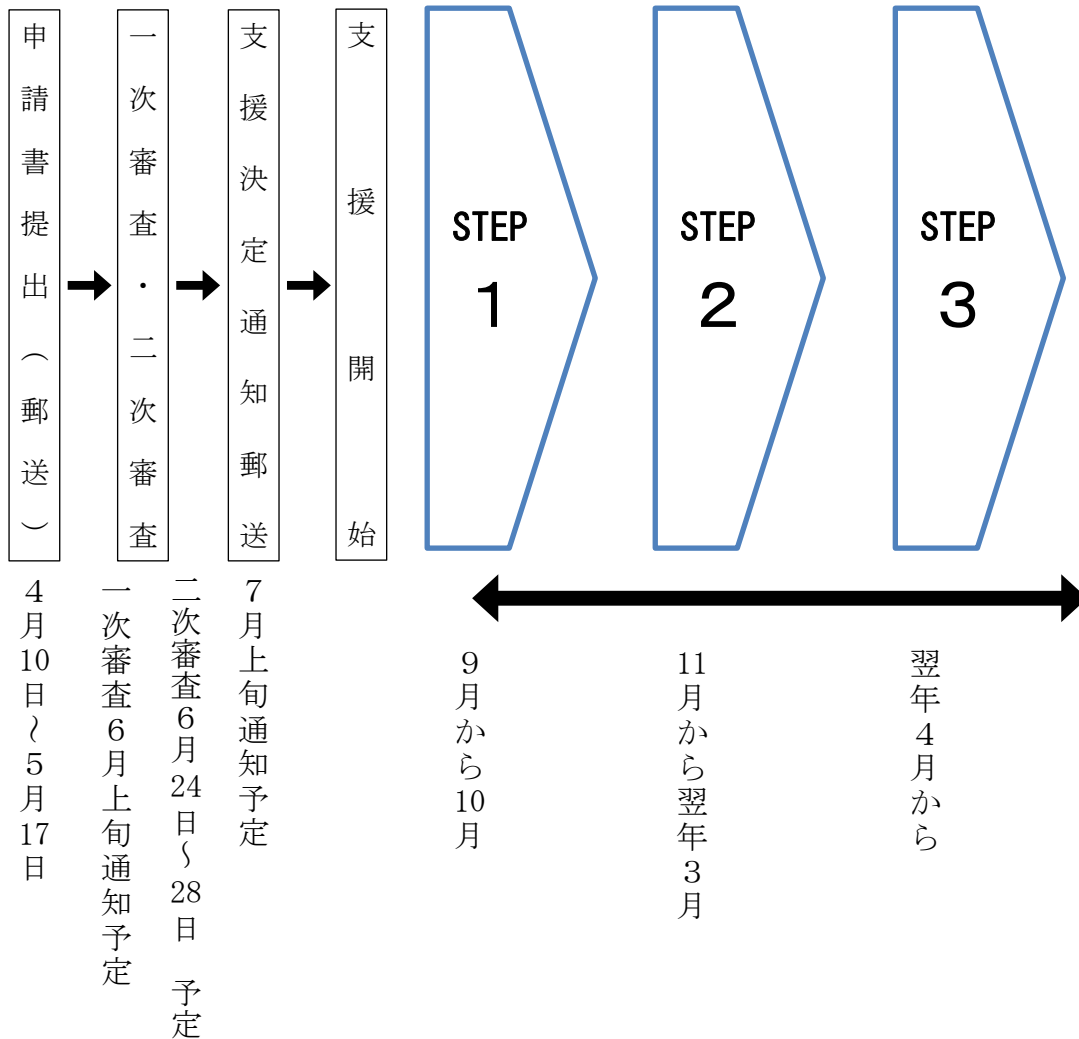 申請書提出（郵送）
一次審査・二次審査
支援決定通知郵送
支援開始
STEP
1
STEP
2
STEP
3
4月10日～5月17日
一次審査6月上旬通知予定
二次審査6月24日～28日　予定
7月上旬通知予定
9月から10月
11月から翌年3月
翌年4月から